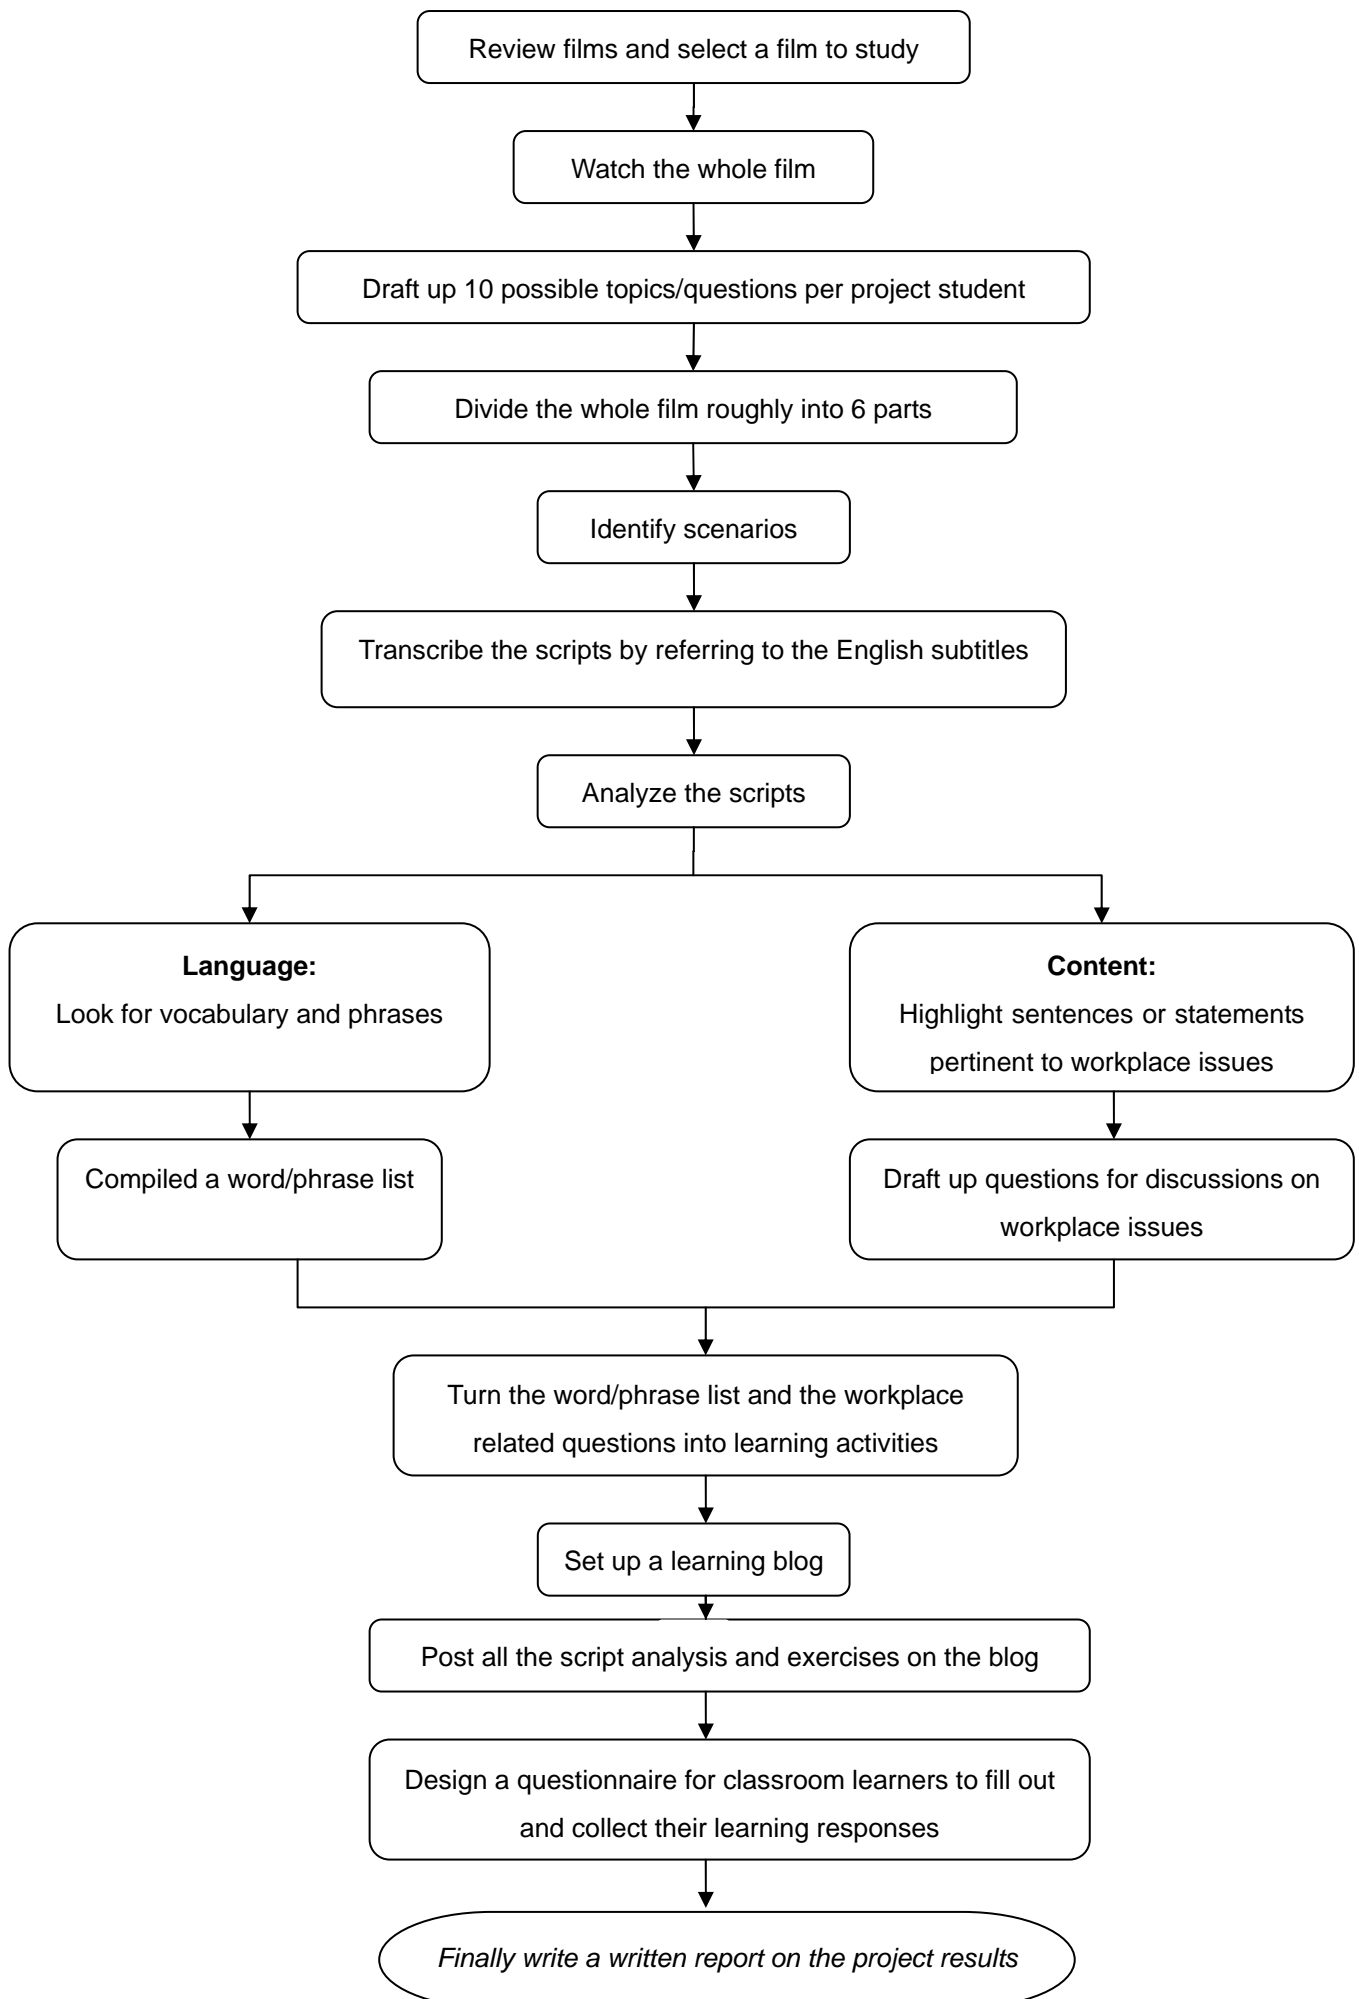 Review films and select a film to study
Watch the whole film
Draft up 10 possible topics/questions per project student
Divide the whole film roughly into 6 parts
Identify scenarios
Transcribe the scripts by referring to the English subtitles
Analyze the scripts
Language:
Look for vocabulary and phrases
Content:
Highlight sentences or statements
pertinent to workplace issues
Compiled a word/phrase list
Draft up questions for discussions on
workplace issues
Turn the word/phrase list and the workplace
related questions into learning activities
Set up a learning blog
Post all the script analysis and exercises on the blog
Design a questionnaire for classroom learners to fill out
and collect their learning responses
Finally write a written report on the project results